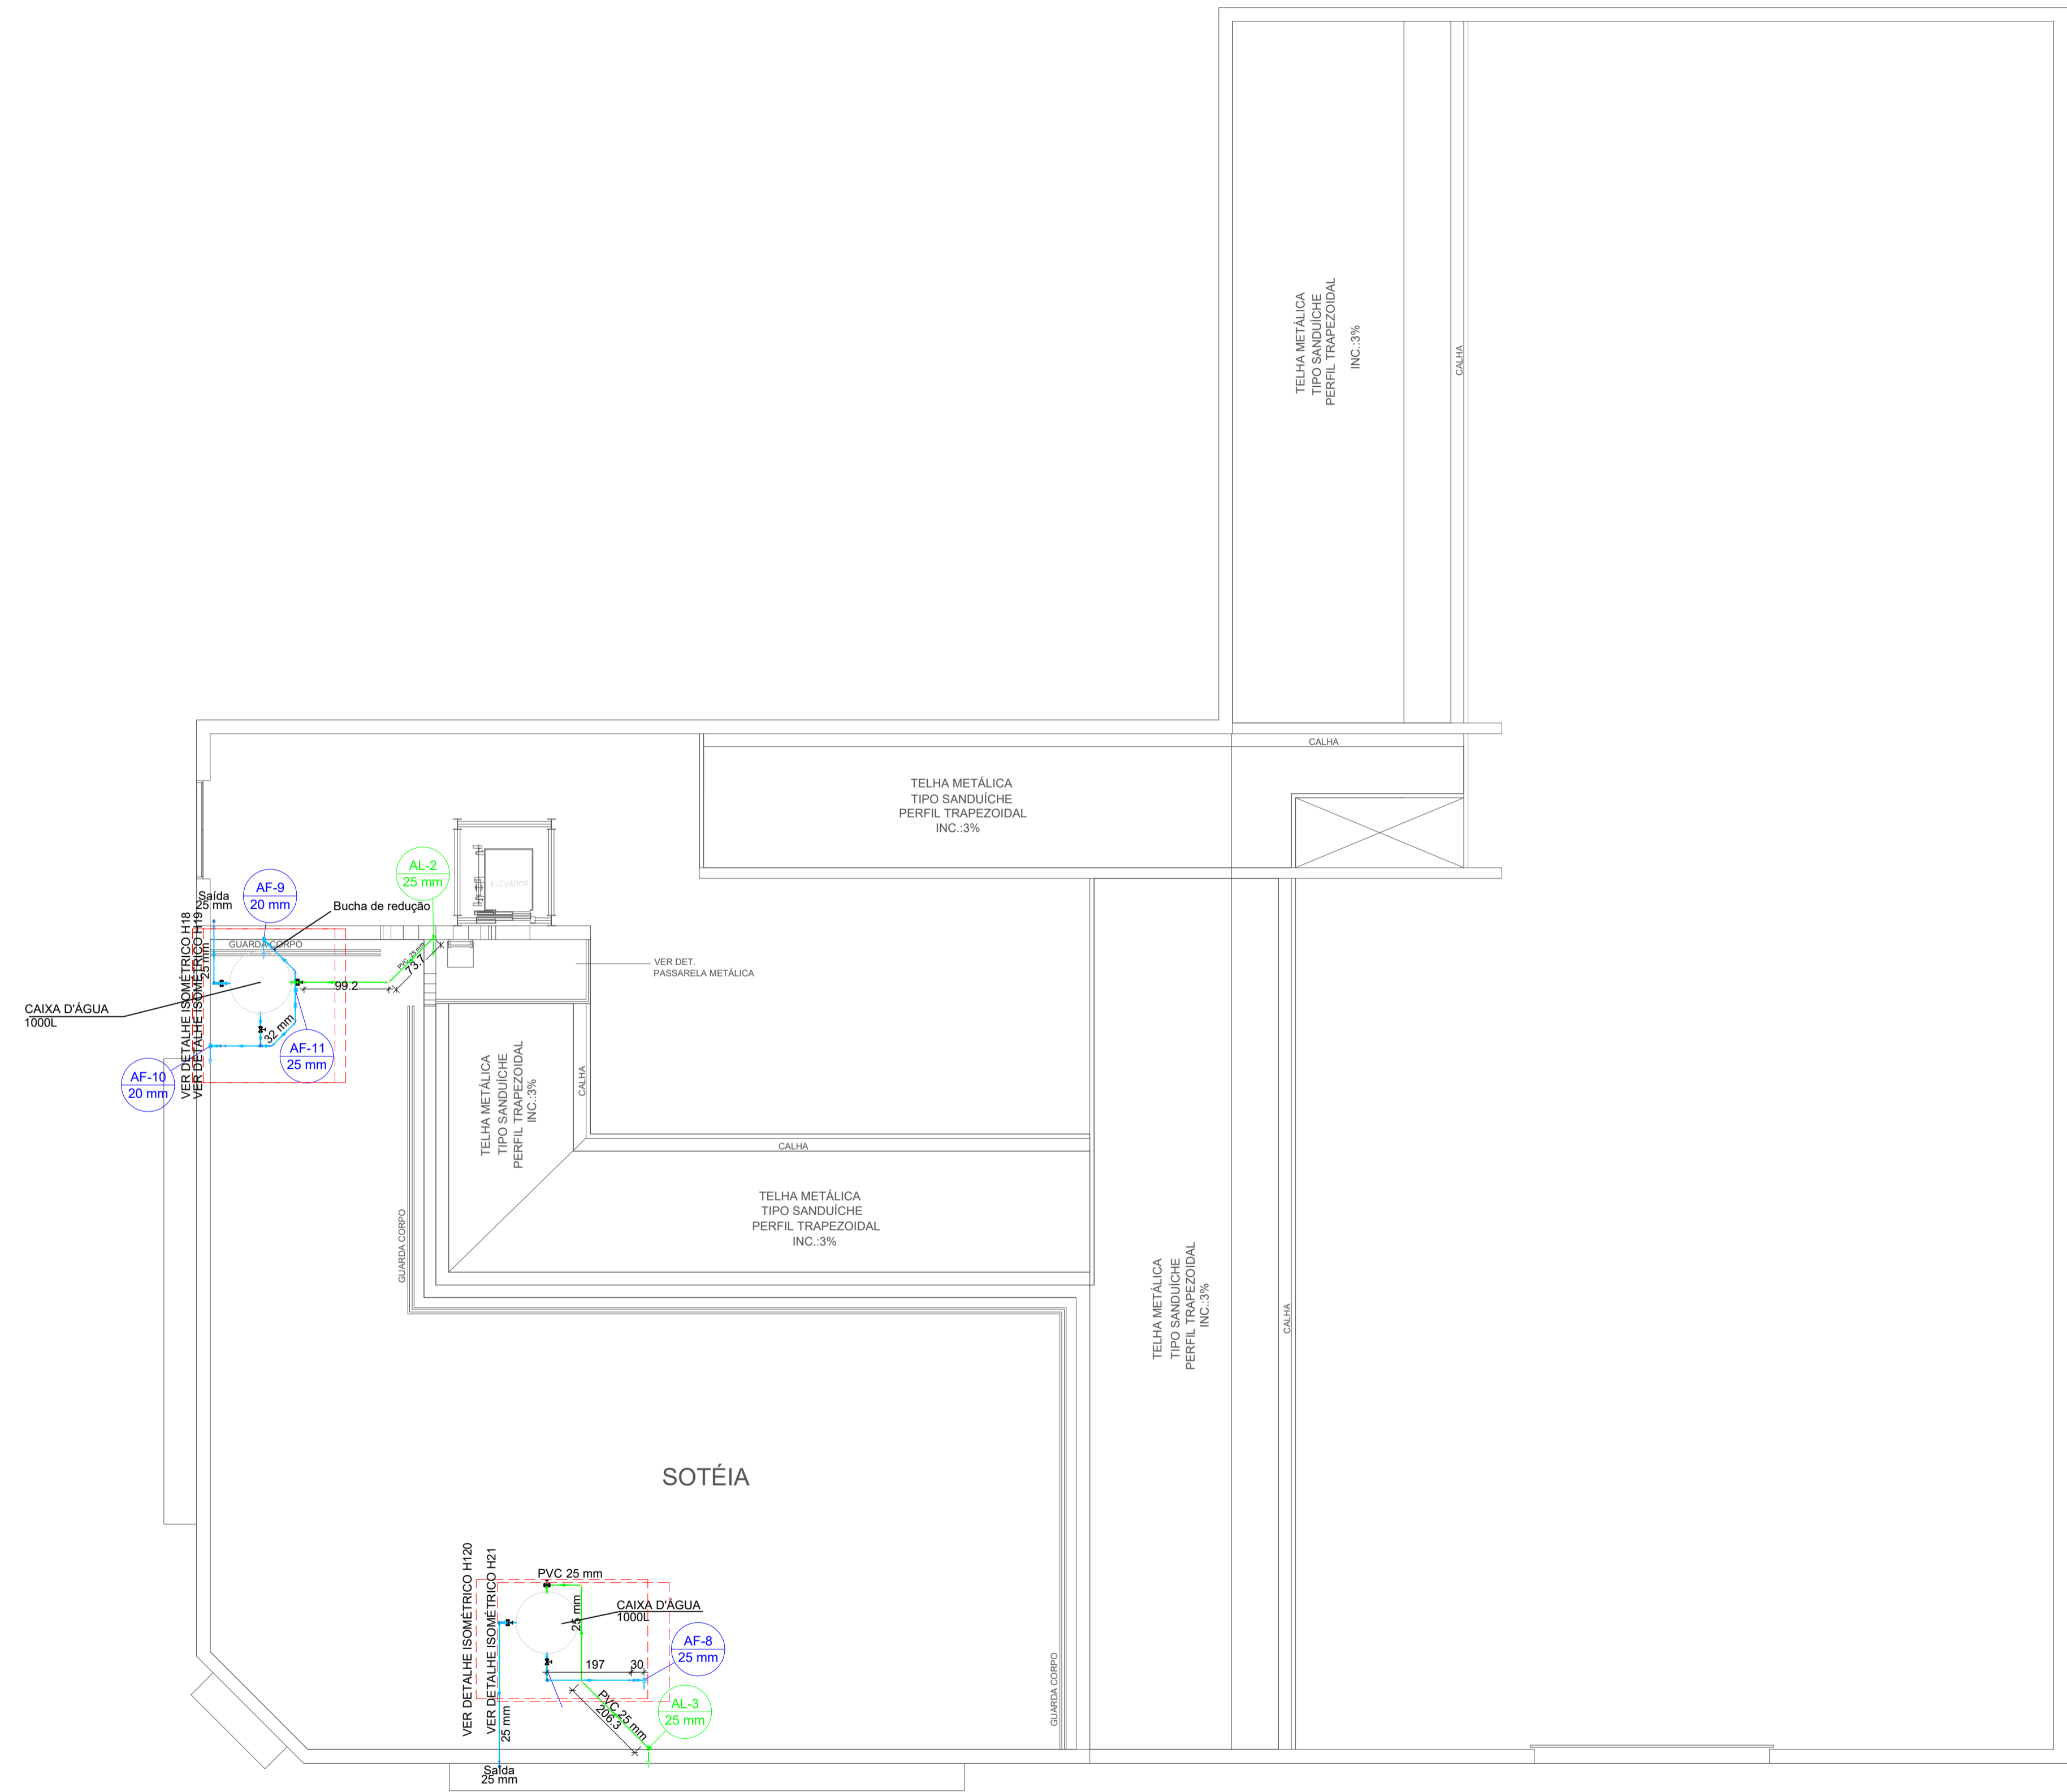 TELHA METÁLICA
TIPO SANDUÍCHE
PERFIL TRAPEZOIDAL
INC.:3%
CALHA
CALHA
TELHA METÁLICA
TIPO SANDUÍCHE
PERFIL TRAPEZOIDAL
INC.:3%
AL-2
25 mm
ELEVADOR
AF-9
20 mm
Saída
25 mm
Bucha de redução
GUARDA CORPO
PVC 25 mm
73.7
99.2
25 mm
VER DETALHE ISOMÉTRICO H18
VER DETALHE ISOMÉTRICO H19
VER DET.
PASSARELA METÁLICA
CAIXA D'ÁGUA
1000L
32 mm
AF-11
25 mm
AF-10
20 mm
TELHA METÁLICA
TIPO SANDUÍCHE
PERFIL TRAPEZOIDAL
INC.:3%
CALHA
CALHA
TELHA METÁLICA
TIPO SANDUÍCHE
PERFIL TRAPEZOIDAL
INC.:3%
GUARDA CORPO
TELHA METÁLICA
TIPO SANDUÍCHE
PERFIL TRAPEZOIDAL
INC.:3%
CALHA
SOTÉIA
VER DETALHE ISOMÉTRICO H120
VER DETALHE ISOMÉTRICO H21
PVC 25 mm
25 mm
CAIXA D'ÁGUA
1000L
AF-8
25 mm
197
30
PVC 25 mm
206.3
AL-3
25 mm
25 mm
Saída
25 mm
GUARDA CORPO